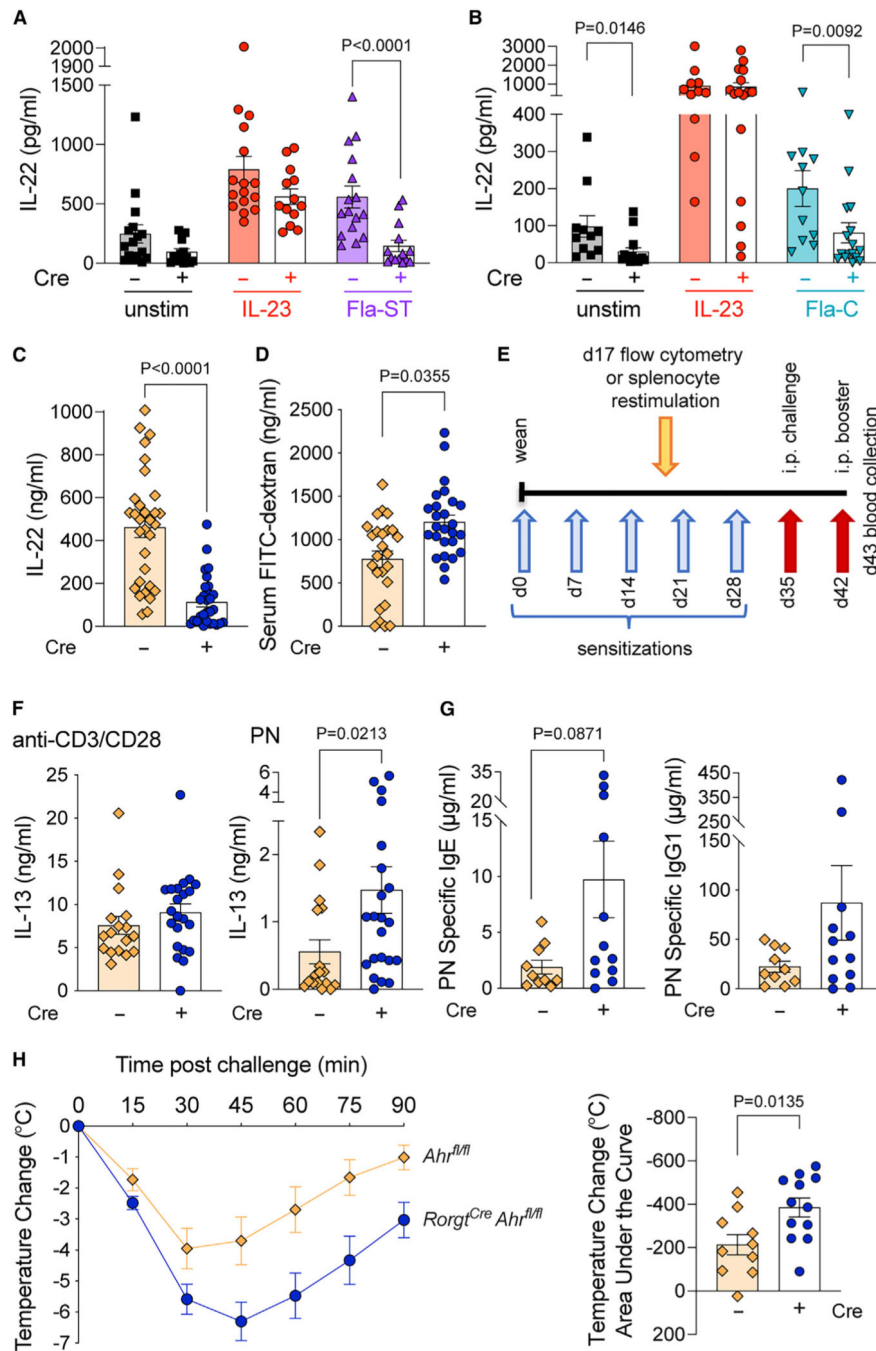 A
IL-22 (pg/ml)
2000
1900
1500
1000
500
0
P<0.0001
Cre – + – + – +
unstim IL-23 Fla-ST
B
IL-22 (pg/ml)
3000
2000
1000
400
300
200
100
0
P=0.0146
P=0.0092
Cre – + – + – +
unstim IL-23 Fla-C
C
IL-22 (ng/ml)
1000
800
600
400
200
0
P<0.0001
Cre – +
D
Serum FITC-dextran (ng/ml)
2500
2000
1500
1000
500
0
P=0.0355
Cre – +
E
d17 flow cytometry
or splenocyte
restimulation
wean
i.p. challenge
i.p. booster
d43 blood collection
d0 d7 d14 d21 d28 d35 d42
sensitizations
F
anti-CD3/CD28
IL-13 (ng/ml)
25
20
15
10
5
0
Cre – +
PN
IL-13 (ng/ml)
6
4
2
1
0
P=0.0213
– +
G
PN Specific IgE (µg/ml)
35
20
15
10
5
0
P=0.0871
Cre – +
PN Specific IgG1 (µg/ml)
450
300
150
100
50
0
– +
H
Time post challenge (min)
0 15 30 45 60 75 90
Temperature Change (°C)
0
-1
-2
-3
-4
-5
-6
-7
Ahrfl/fl
RorgtCre Ahrfl/fl
Temperature Change (°C)
Area Under the Curve
-800
-600
-400
-200
0
200
P=0.0135
– + Cre